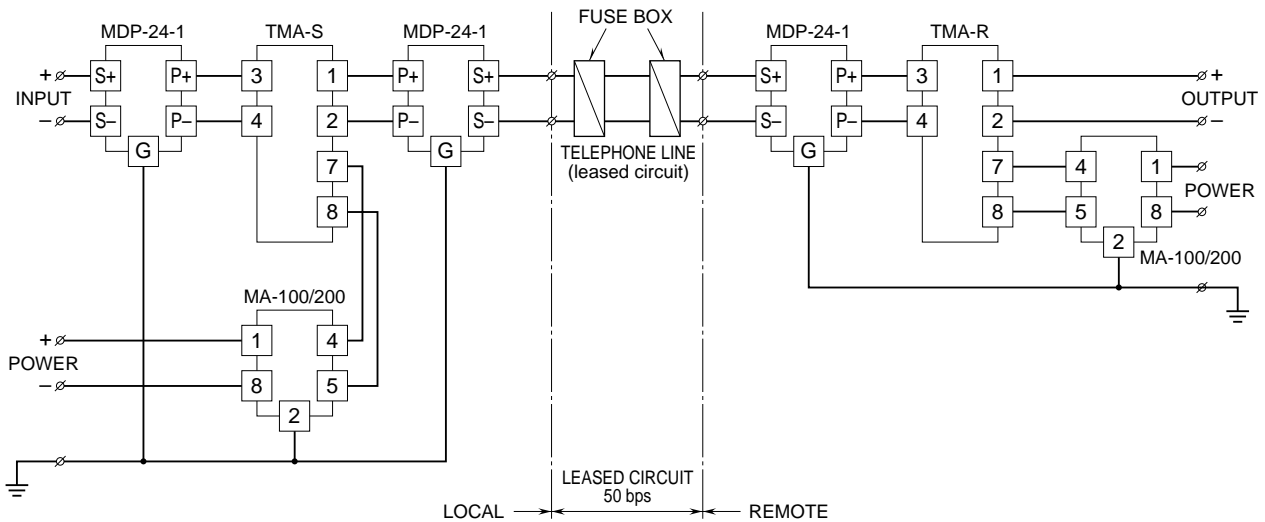 FUSE BOX
MDP-24-1 TMA-S MDP-24-1 MDP-24-1 TMA-R
+ S+ P+ 3 1 P+ S+ S+ P+ 3 1 +
INPUT OUTPUT
– S– P– 4 2 P– S– S– P– 4 2 –
G G G
TELEPHONE LINE
(leased circuit)
7 7 4 1
POWER
8 8 5 8
2
MA-100/200
MA-100/200
+ 1 4
POWER
– 8 5
2
LEASED CIRCUIT
50 bps
LOCAL REMOTE